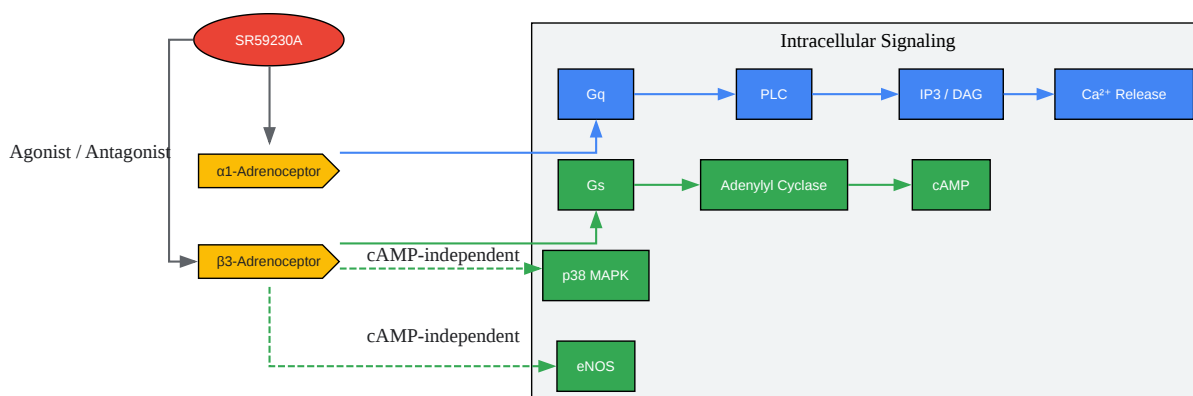 SR59230A
Intracellular Signaling
Gq
PLC
IP3 / DAG
Ca²⁺ Release
Agonist / Antagonist
α1-Adrenoceptor
Gs
Adenylyl Cyclase
cAMP
β3-Adrenoceptor
cAMP-independent
p38 MAPK
cAMP-independent
eNOS